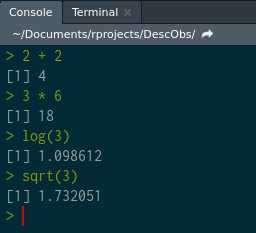 Console Terminal ×
~/Documents/rprojects/DescObs/
> 2 + 2
[1] 4
> 3 * 6
[1] 18
> log(3)
[1] 1.098612
> sqrt(3)
[1] 1.732051
>